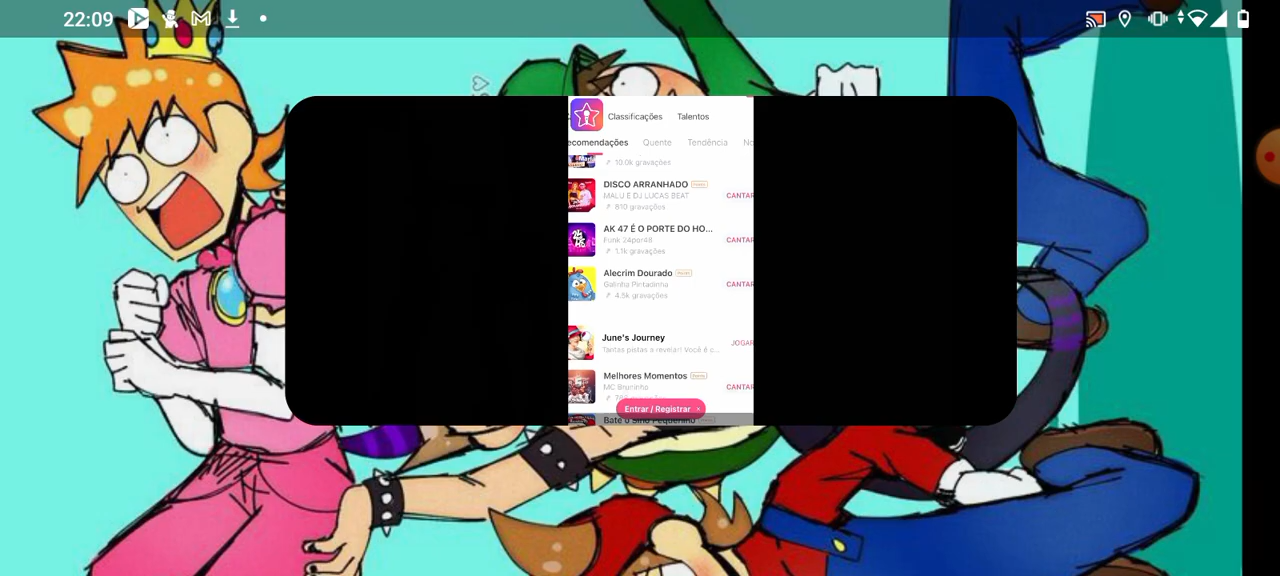 22:09
Classificações Talentos
ecomendações Quente Tendência No
10.0k gravações
DISCO ARRANHADO
MALU E DJ LUCAS BEAT
CANTAR
810 gravações
AK 47 É O PORTE DO HO...
Funk 24por48
CANTAR
1.1k gravações
Alecrim Dourado
Galinha Pintadinha
CANTAR
4.5k gravações
June's Journey
Tantas pistas a revelar! Você é c...
JOGAR
Melhores Momentos
MC Bruninho
CANTAR
Entrar / Registrar ×
Bate o Sino Pequenino